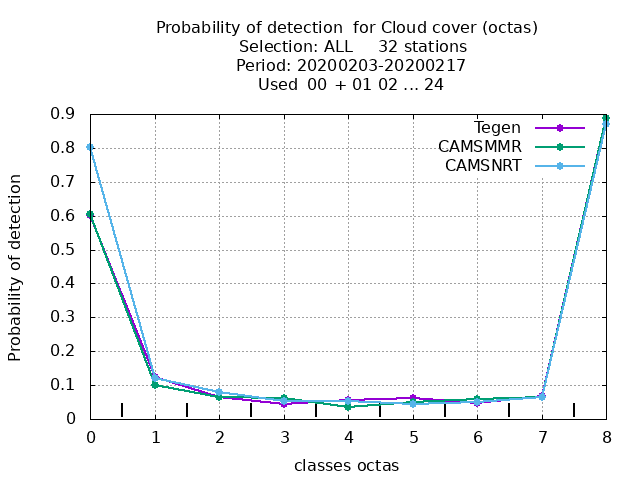 Probability of detection  for Cloud cover (octas)
Selection: ALL     32 stations
Period: 20200203-20200217
Used  00 + 01 02 ... 24
Tegen
CAMSMMR
CAMSNRT
0.9
0.8
0.7
0.6
0.5
0.4
0.3
0.2
0.1
0
Probability of detection
0 1 2 3 4 5 6 7 8
classes octas